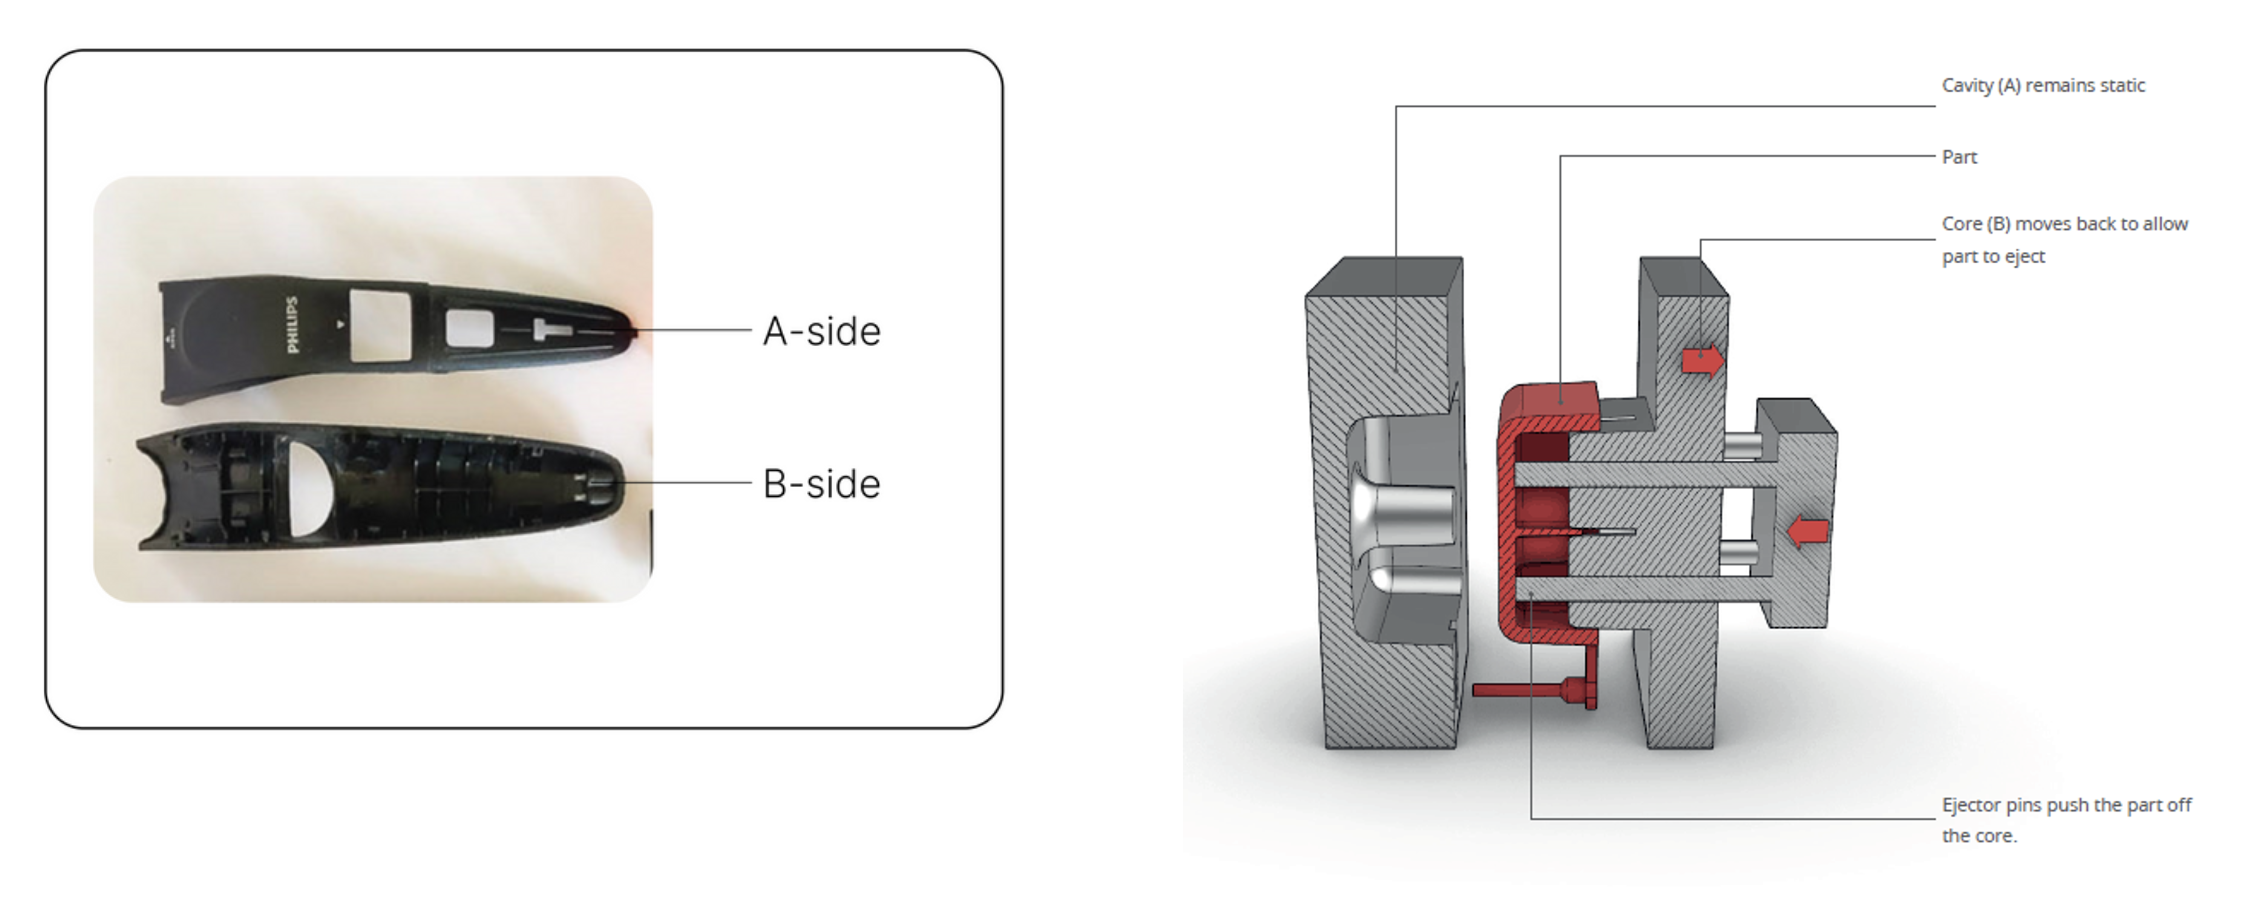 PHILIPS
A-side
B-side
Cavity (A) remains static
Part
Core (B) moves back to allow
part to eject
Ejector pins push the part off
the core.